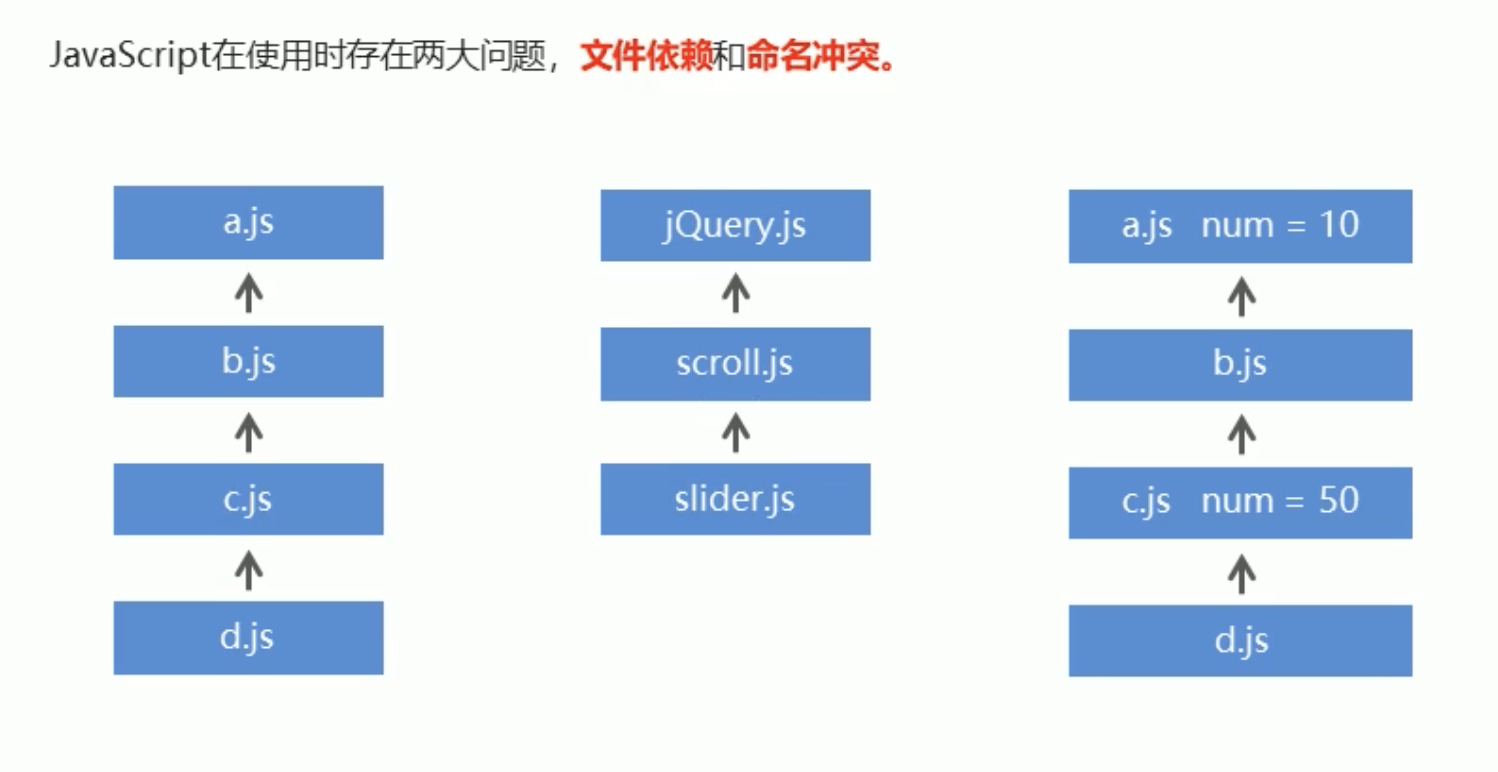 JavaScript在使用时存在两大问题，文件依赖和命名冲突。
a.js
b.js
c.js
d.js
jQuery.js
scroll.js
slider.js
a.js num = 10
b.js
c.js num = 50
d.js